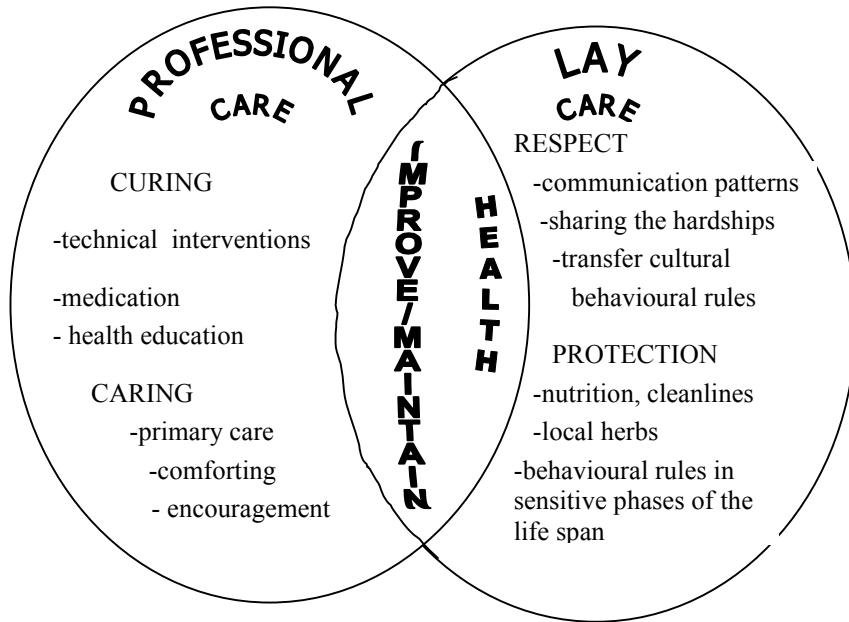 PROFESSIONAL
CARE
CURING
-technical interventions
-medication
- health education
CARING
-primary care
-comforting
- encouragement
IMPROVE/MAINTAIN
HEALTH
LAY
CARE
RESPECT
-communication patterns
-sharing the hardships
-transfer cultural
behavioural rules
PROTECTION
-nutrition, cleanlines
-local herbs
-behavioural rules in
sensitive phases of the
life span